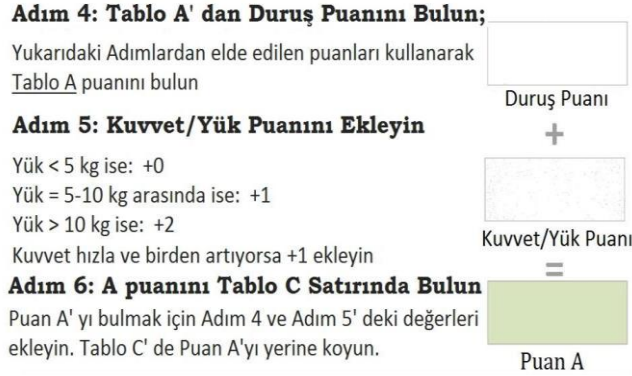 Adım 4: Tablo A' dan Duruş Puanını Bulun;
Yukarıdaki Adımlardan elde edilen puanları kullanarak
Tablo A puanını bulun
Duruş Puanı
+
Adım 5: Kuvvet/Yük Puanını Ekleyin
Yük < 5 kg ise: +0
Yük = 5-10 kg arasında ise: +1
Yük > 10 kg ise: +2
Kuvvet hızla ve birden artıyorsa +1 ekleyin
Kuvvet/Yük Puanı
=
Adım 6: A puanını Tablo C Satırında Bulun
Puan A' yı bulmak için Adım 4 ve Adım 5' deki değerleri
ekleyin. Tablo C' de Puan A'yı yerine koyun.
Puan A